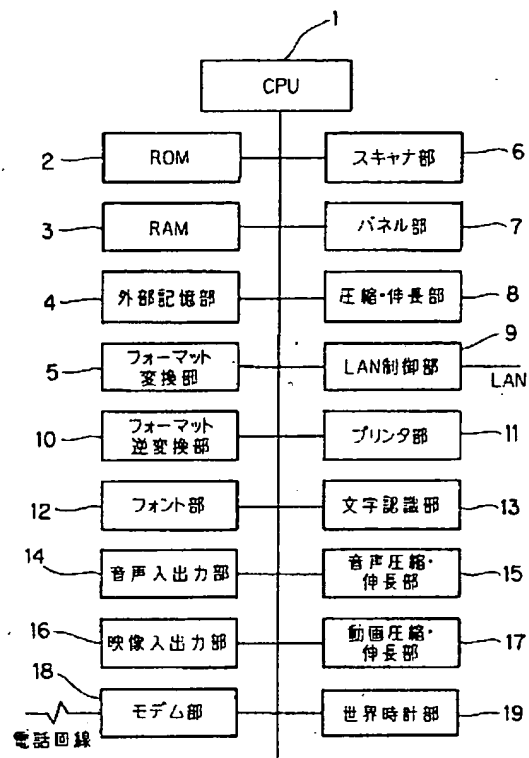 1
CPU
2
ROM
スキャナ部
6
3
RAM
パネル部
7
4
外部記憶部
圧縮・伸長部
8
5
フォーマット
変換部
LAN制御部
9
LAN
10
フォーマット
逆変換部
プリンタ部
11
12
フォント部
文字認識部
13
14
音声入出力部
音声圧縮・
伸長部
15
16
映像入出力部
動画圧縮・
伸長部
17
18
モデム部
電話回線
世界時計部
19